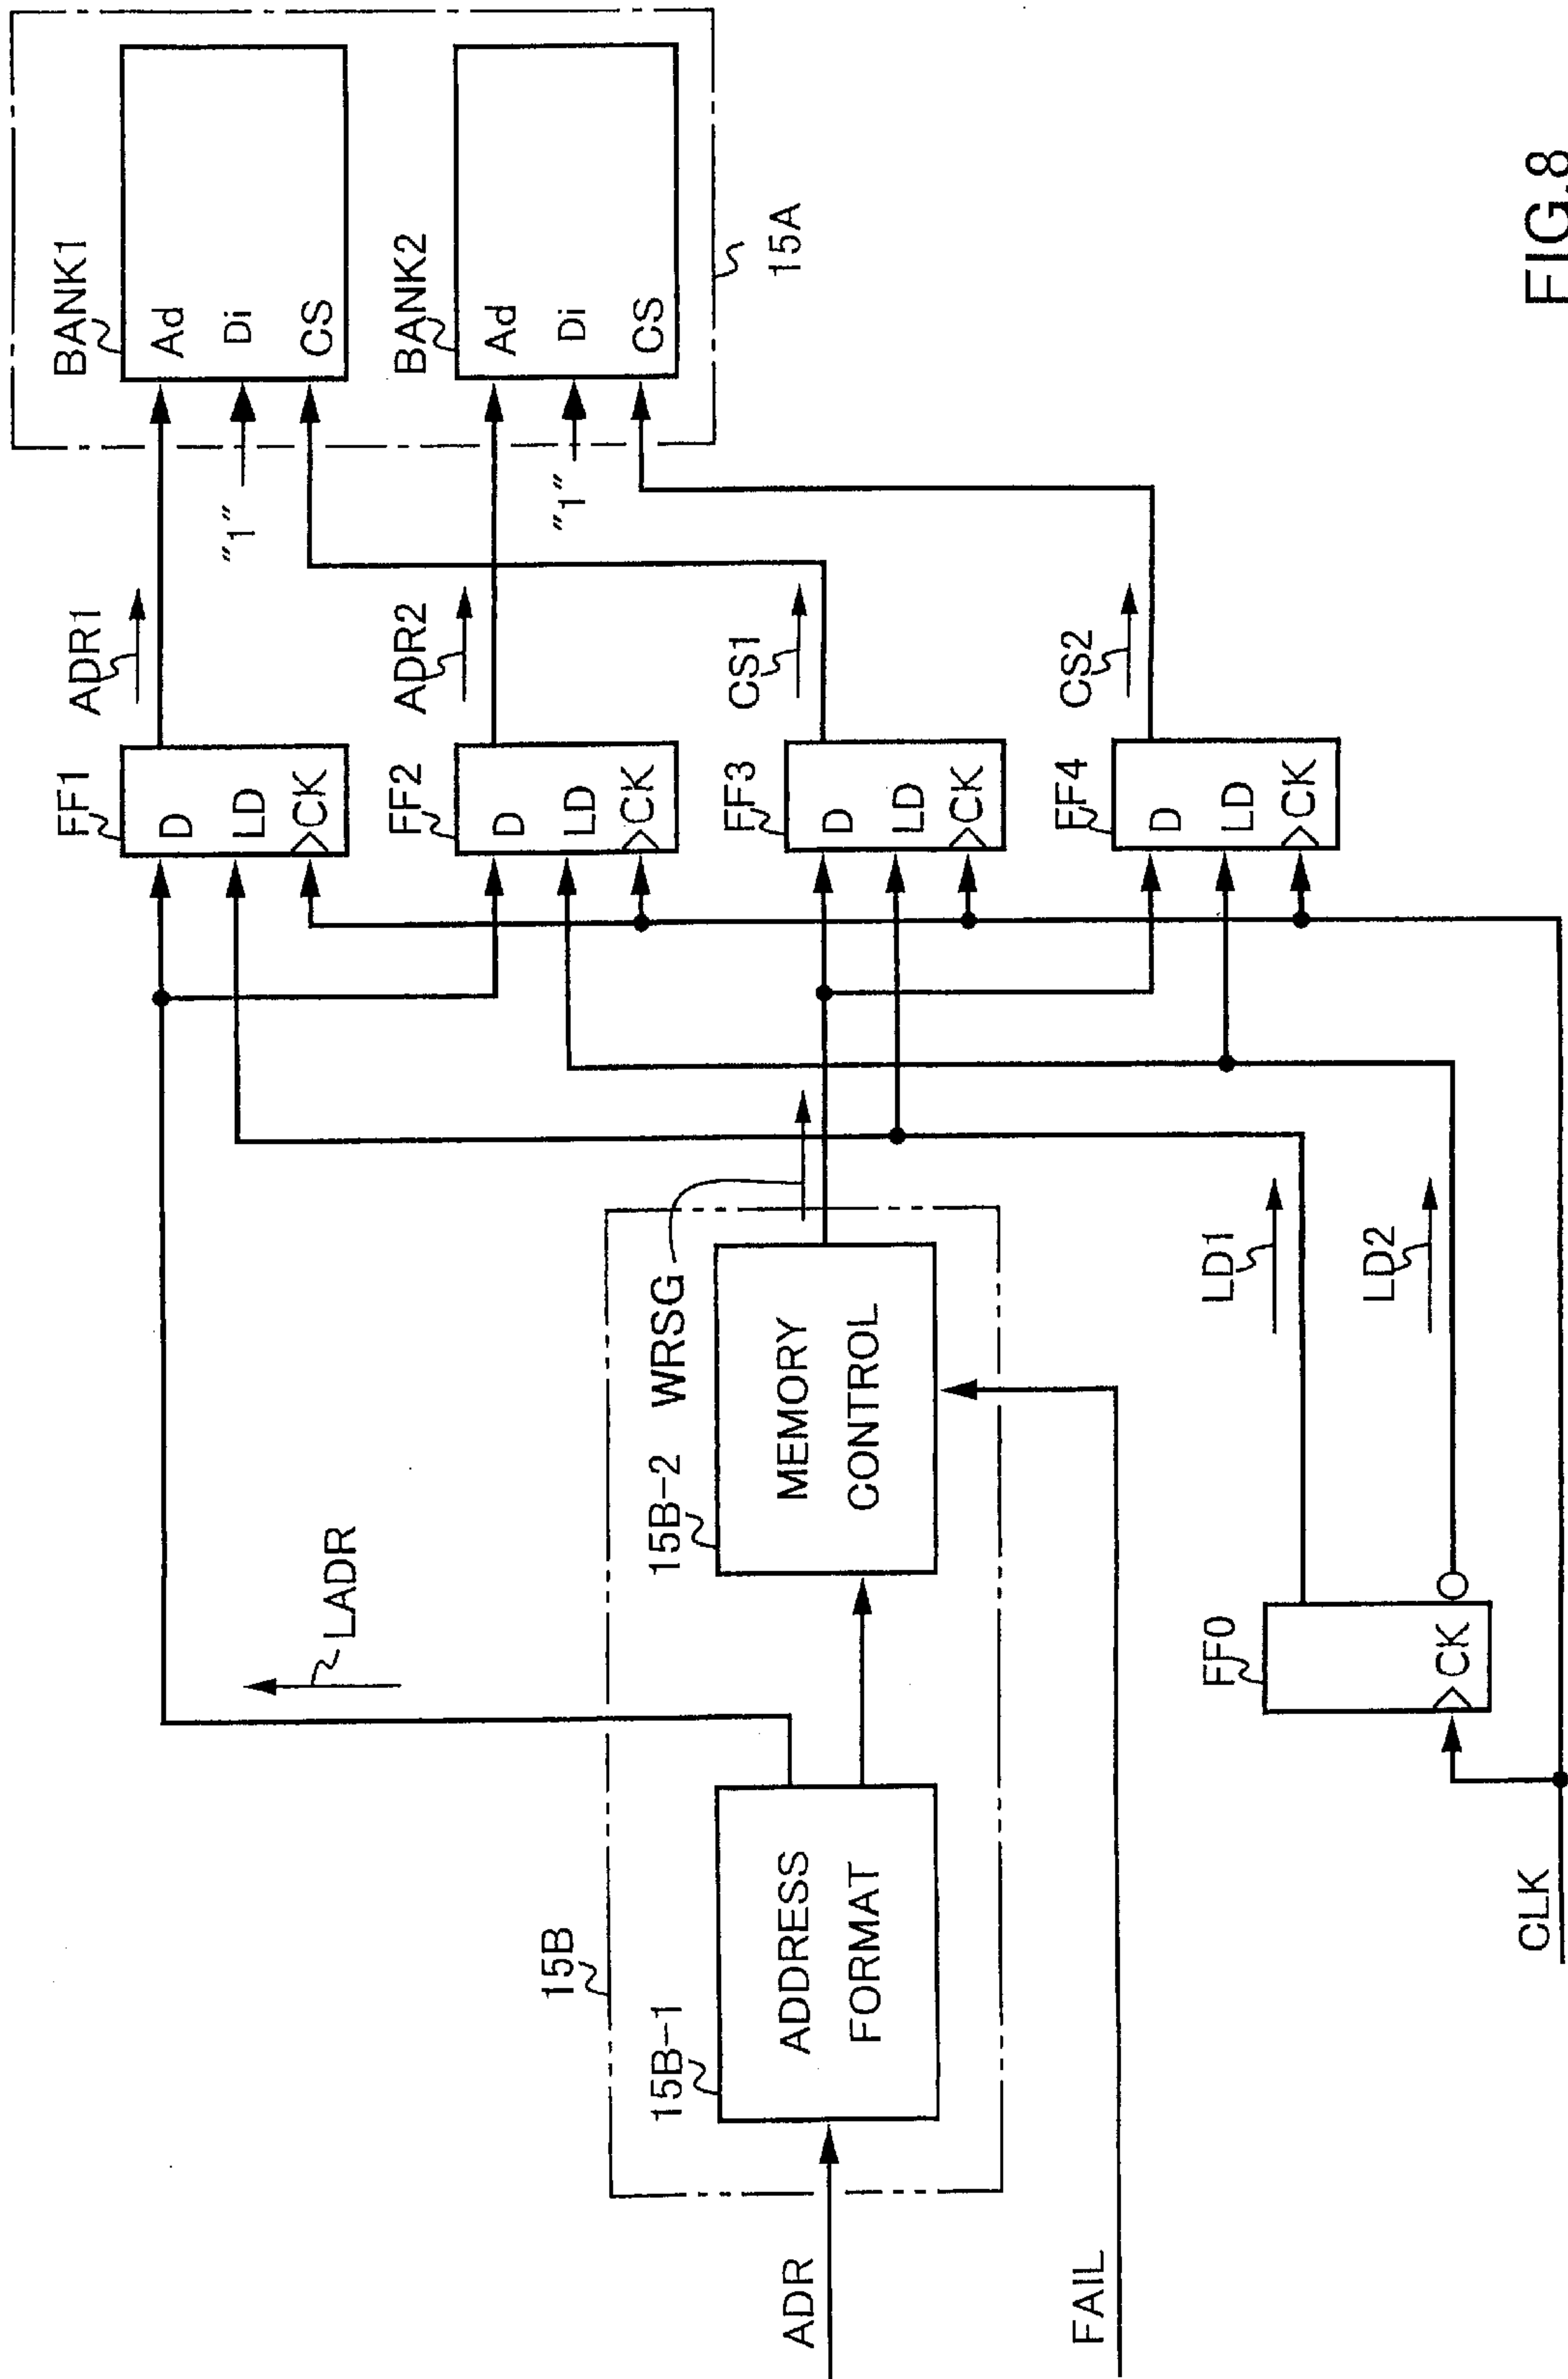 BANK1
Ad
Di
CS
"1"
BANK2
Ad
Di
CS
"1"
15A
ADR1
ADR2
CS1
CS2
FF1
D
LD
CK
FF2
D
LD
CK
FF3
D
LD
CK
FF4
D
LD
CK
LADR
WRSG
15B
15B-1
ADDRESS
FORMAT
15B-2
MEMORY
CONTROL
LD1
LD2
FF0
CK
ADR
FAIL
CLK
FIG.8